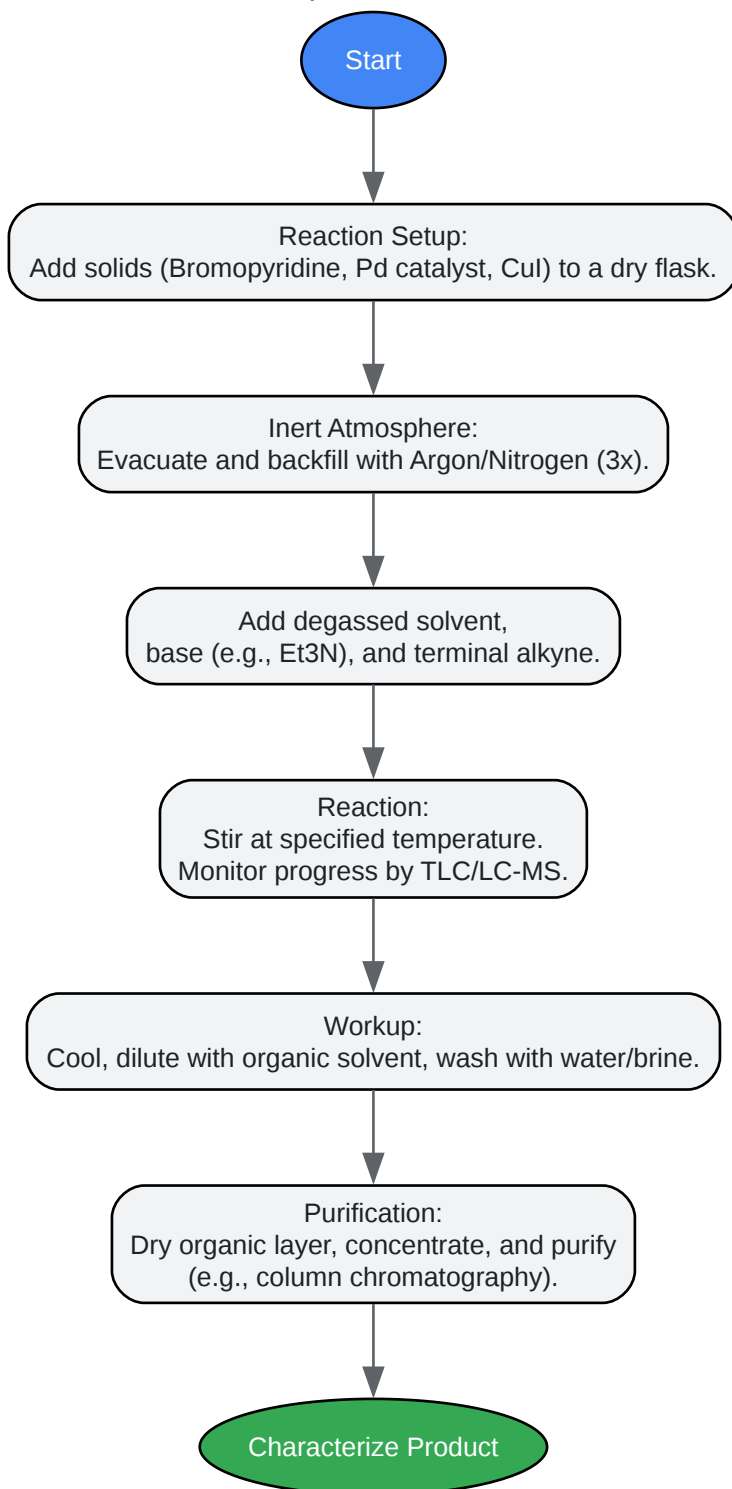 Start
Reaction Setup:
Add solids (Bromopyridine, Pd catalyst, CuI) to a dry flask.
Inert Atmosphere:
Evacuate and backfill with Argon/Nitrogen (3x).
Add degassed solvent,
base (e.g., Et3N), and terminal alkyne.
Reaction:
Stir at specified temperature.
Monitor progress by TLC/LC-MS.
Workup:
Cool, dilute with organic solvent, wash with water/brine.
Purification:
Dry organic layer, concentrate, and purify
(e.g., column chromatography).
Characterize Product